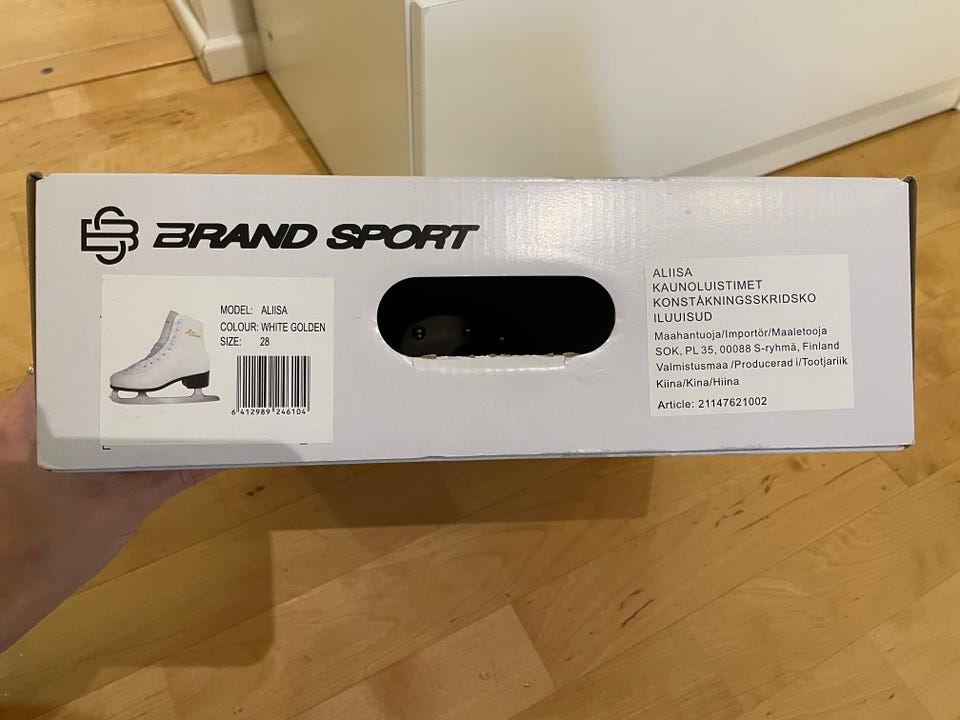 BRAND SPORT
Aliisa
MODEL: ALIISA
COLOUR: WHITE GOLDEN
SIZE: 28
6 412989 246104
ALIISA
KAUNOLUISTIMET
KONSTÅKNINGSSKRIDSKO
ILUUISUD
Maahantuoja/Importör/Maaletooja
SOK, PL 35, 00088 S-ryhmä, Finland
Valmistusmaa /Producerad i/Tootjariik
Kiina/Kina/Hiina
Article: 21147621002